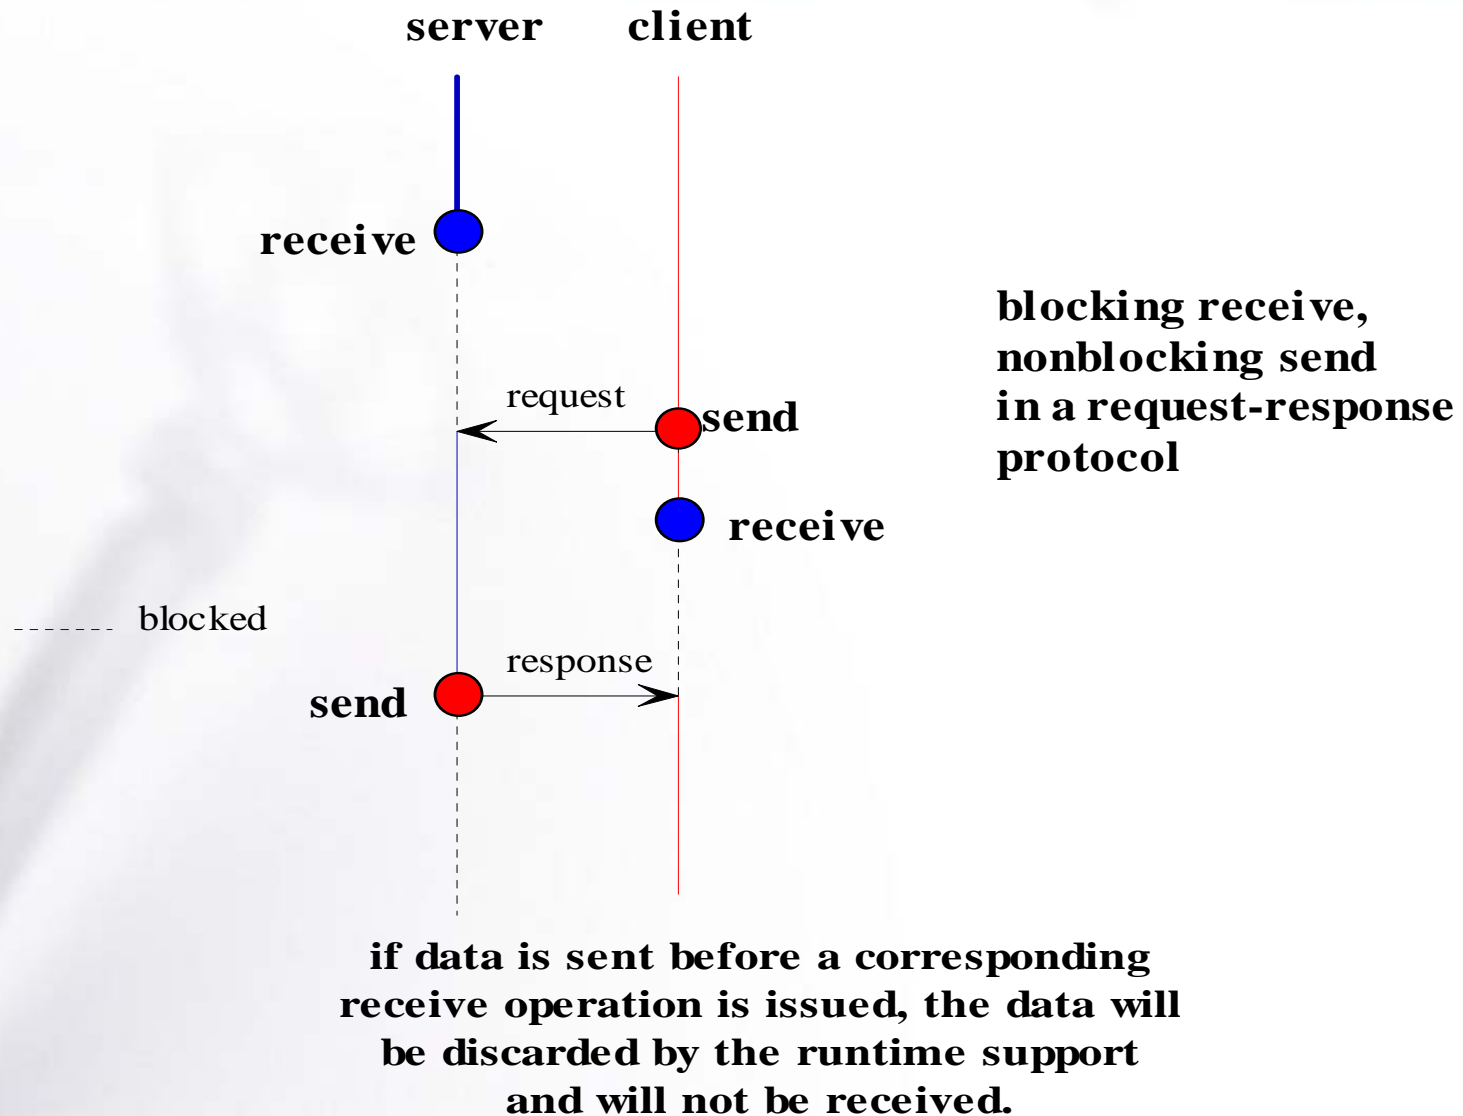 server client
receive
blocking receive,
nonblocking send
in a request-response
protocol
request
send
receive
blocked
response
send
if data is sent before a corresponding
receive operation is issued, the data will
be discarded by the runtime support
and will not be received.